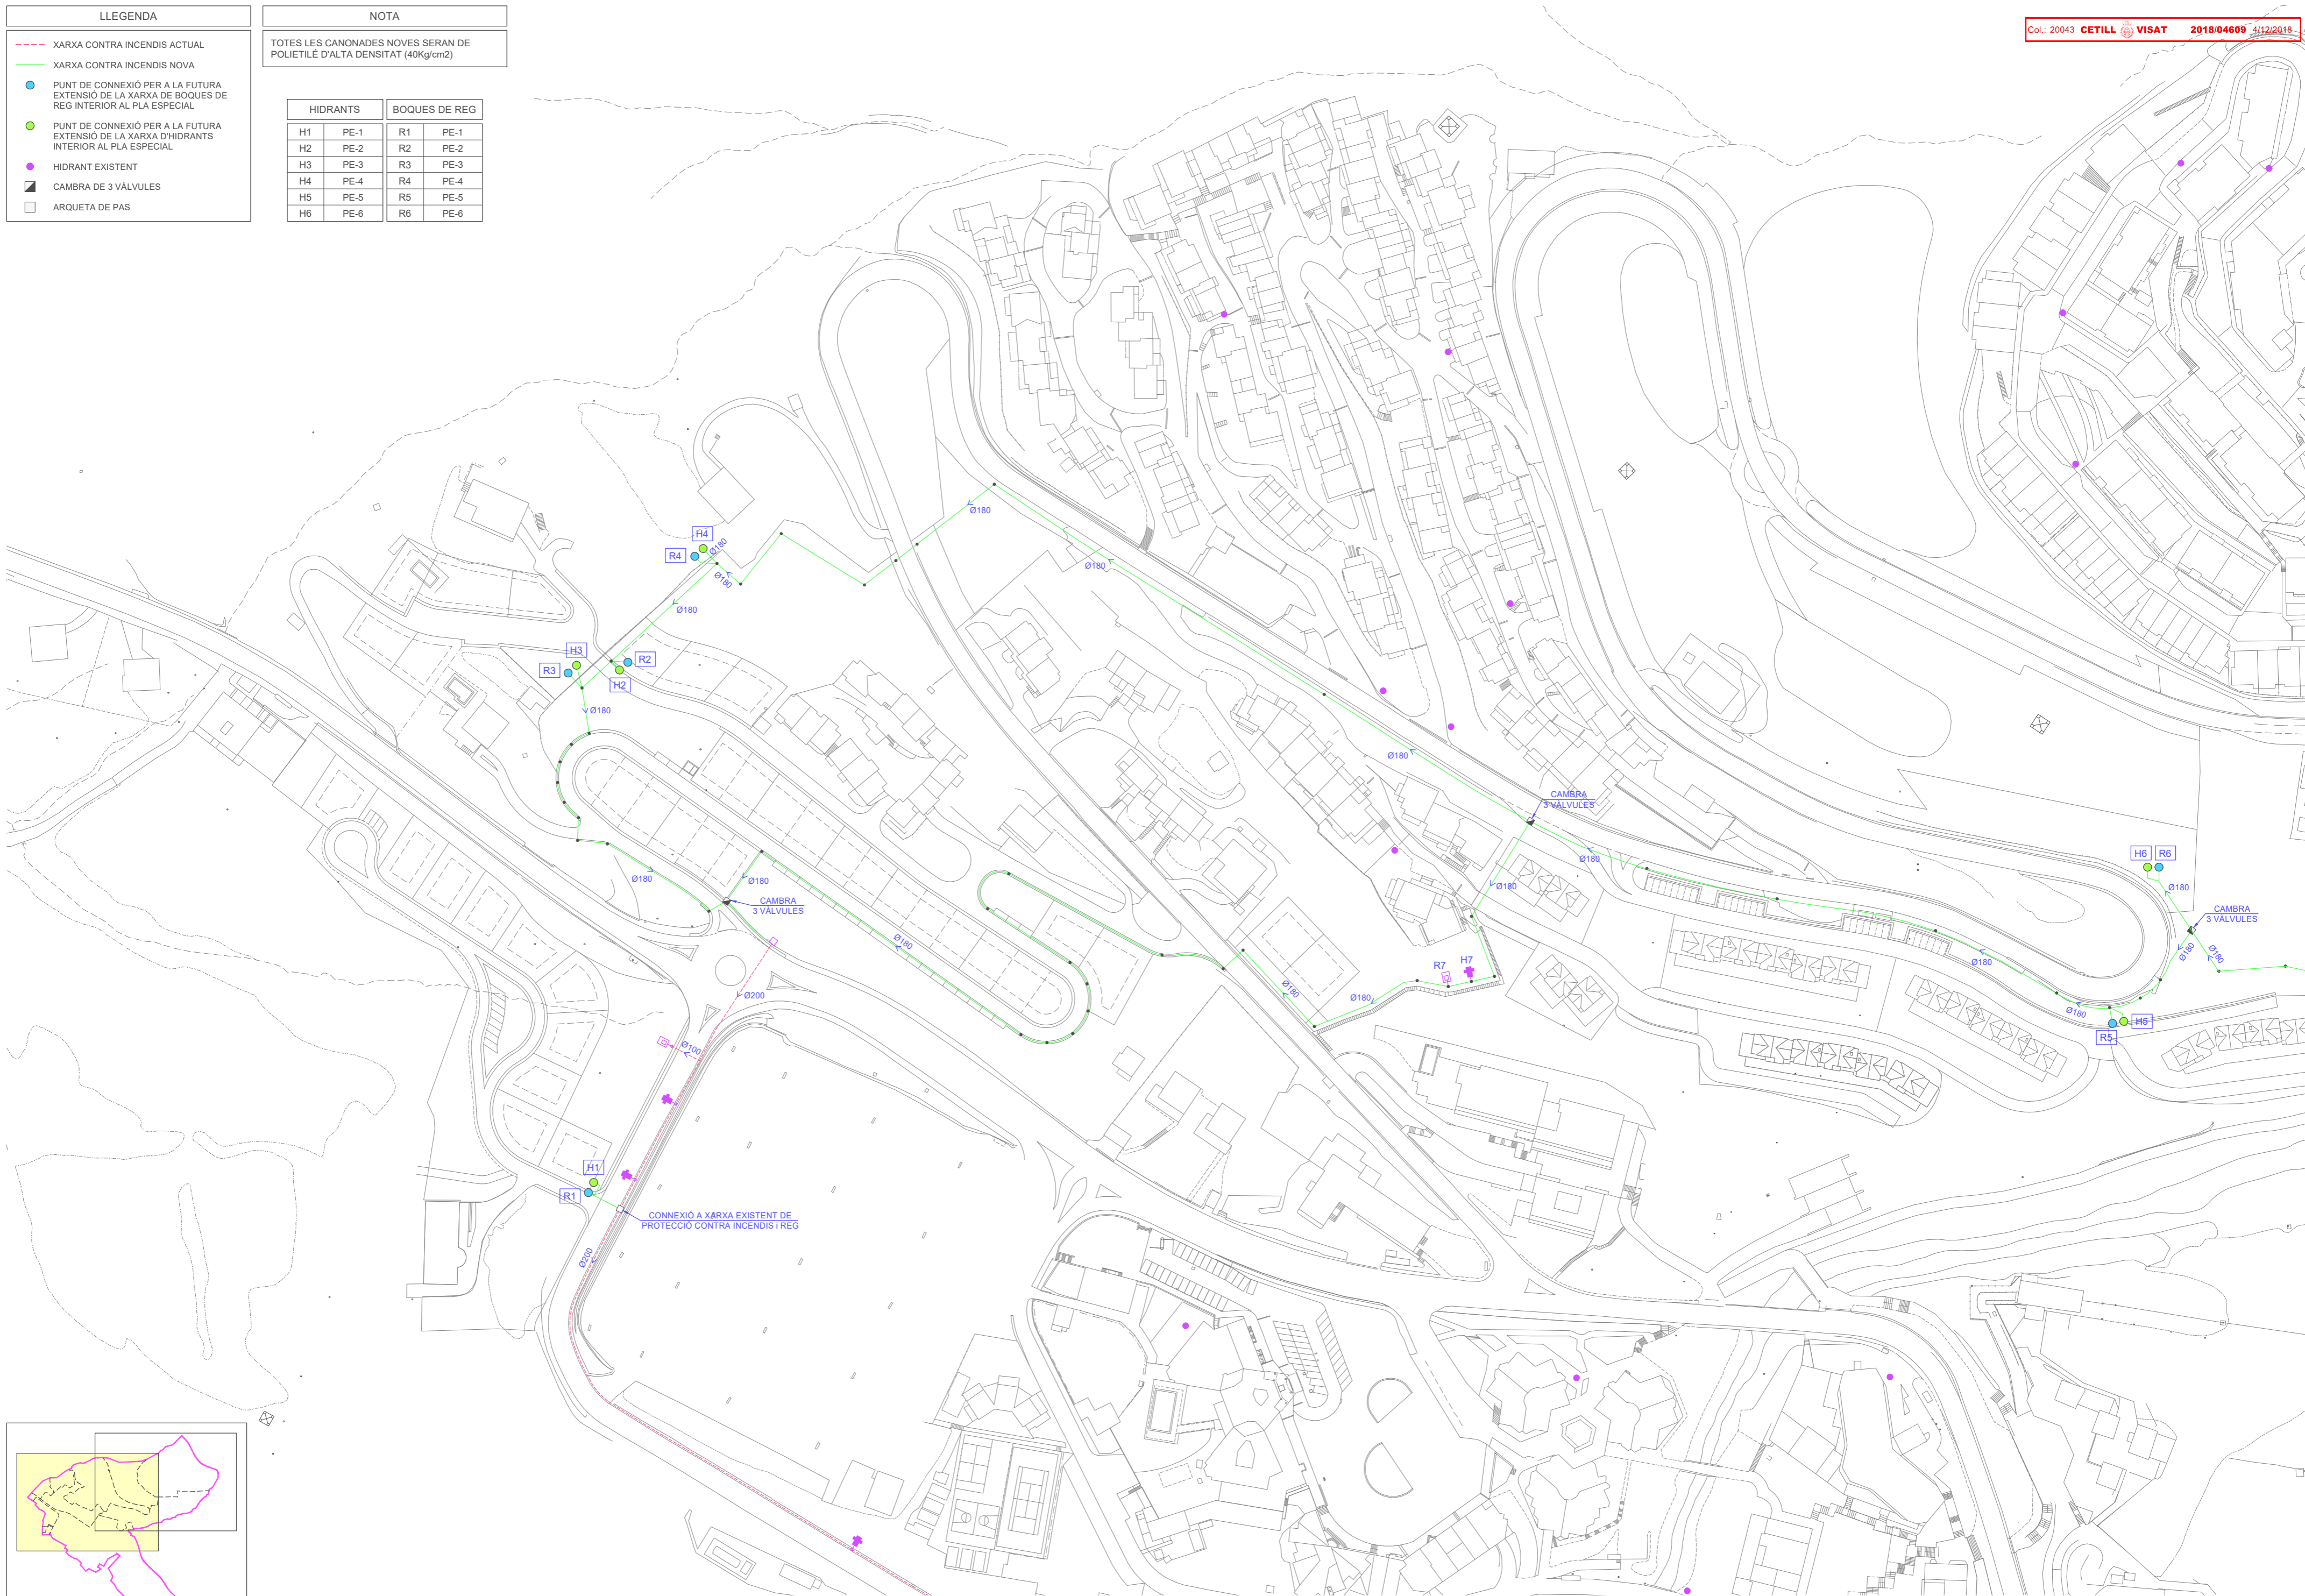 LLEGENDA
XARXA CONTRA INCENDIS ACTUAL
XARXA CONTRA INCENDIS NOVA
PUNT DE CONNEXIÓ PER A LA FUTURA
EXTENSIÓ DE LA XARXA DE BOQUES DE
REG INTERIOR AL PLA ESPECIAL
PUNT DE CONNEXIÓ PER A LA FUTURA
EXTENSIÓ DE LA XARXA D'HIDRANTS
INTERIOR AL PLA ESPECIAL
HIDRANT EXISTENT
CAMBRA DE 3 VÀLVULES
ARQUETA DE PAS
NOTA
TOTES LES CANONADES NOVES SERAN DE
POLIETILÈ D'ALTA DENSITAT (40Kg/cm2)
HIDRANTS BOQUES DE REG
H1 PE-1 R1 PE-1
H2 PE-2 R2 PE-2
H3 PE-3 R3 PE-3
H4 PE-4 R4 PE-4
H5 PE-5 R5 PE-5
H6 PE-6 R6 PE-6
Col.: 20043 CETILL VISAT 2018/04609 4/12/2018
Ø180
H4
R4
Ø180
Ø180
Ø180
Ø180
H3
R3
R2
H2
Ø180
Ø180
CAMBRA
3 VÀLVULES
Ø180
H6 R6
Ø180
Ø180
Ø180
Ø180
CAMBRA
3 VÀLVULES
CAMBRA
3 VÀLVULES
Ø180
Ø180
Ø180
Ø180
R7
H7
Ø180
Ø180
Ø180
Ø200
Ø180
H5
R5
Ø100
H1
R1
CONNEXIÓ A XARXA EXISTENT DE
PROTECCIÓ CONTRA INCENDIS i REG
Ø200